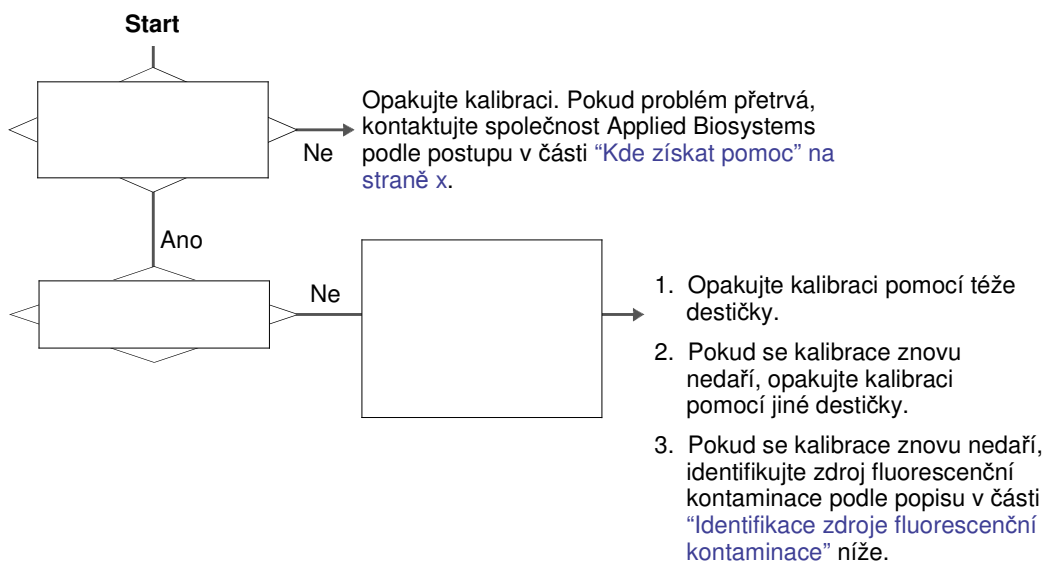 Start
Opakujte kalibraci. Pokud problém přetrvá,
kontaktujte společnost Applied Biosystems
podle postupu v části “Kde získat pomoc” na
straně x.
Ne
Ano
Ne
1. Opakujte kalibraci pomocí téže
destičky.
2. Pokud se kalibrace znovu
nedaří, opakujte kalibraci
pomocí jiné destičky.
3. Pokud se kalibrace znovu nedaří,
identifikujte zdroj fluorescenční
kontaminace podle popisu v části
“Identifikace zdroje fluorescenční
kontaminace” níže.